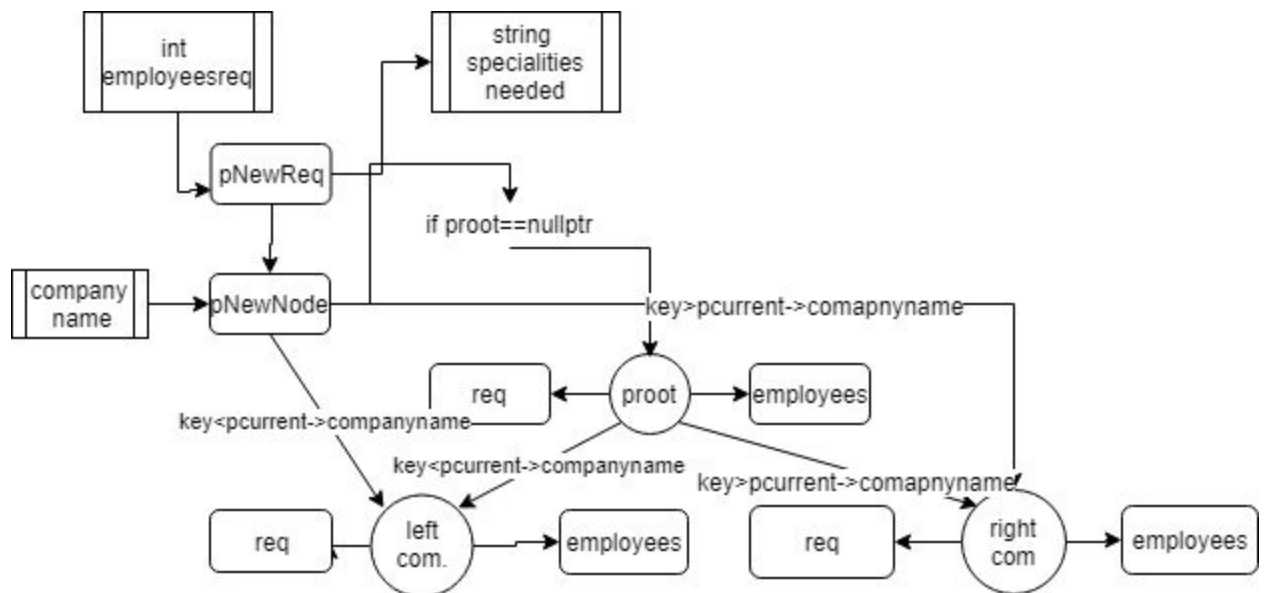 int
employeesreq
string
specialities
needed
pNewReq
if proot==nullptr
company
name
pNewNode
key>pcurrent->comapnyname
req
proot
employees
key<pcurrent->companyname
key<pcurrent->companyname
key>pcurrent->comapnyname
req
left
com.
employees
req
right
com
employees